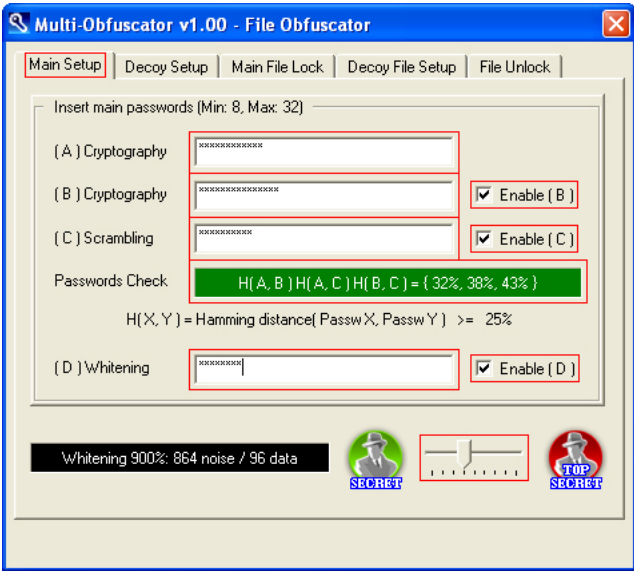 Multi-Obfuscator v1.00 - File Obfuscator
Main Setup Decoy Setup Main File Lock Decoy File Setup File Unlock
Insert main passwords (Min: 8, Max: 32)
( A ) Cryptography ************
( B ) Cryptography *************** Enable ( B )
( C ) Scrambling ********** Enable ( C )
Passwords Check H( A, B ) H( A, C ) H( B, C ) = { 32%, 38%, 43% }
H( X, Y ) = Hamming distance( Passw X, Passw Y ) >= 25%
( D ) Whitening ******** Enable ( D )
Whitening 900%: 864 noise / 96 data
SECRET
TOP SECRET